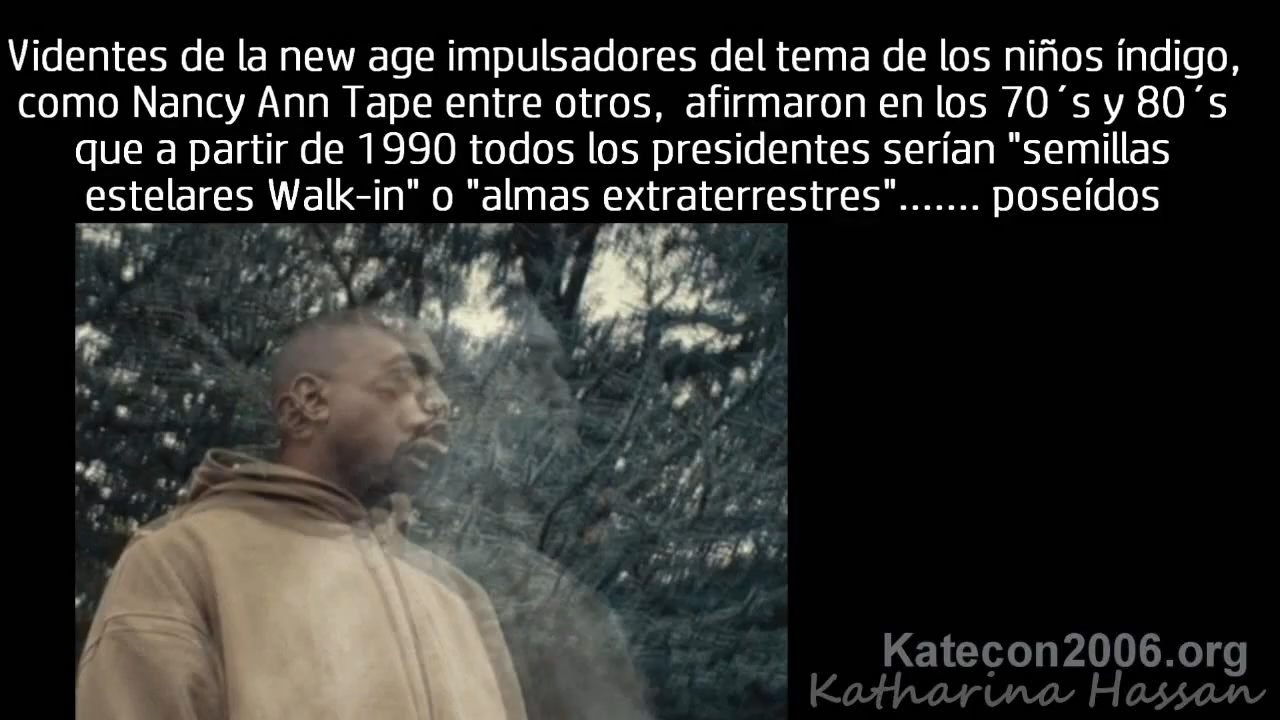 Videntes de la new age impulsadores del tema de los niños índigo,
como Nancy Ann Tape entre otros, afirmaron en los 70´s y 80´s
que a partir de 1990 todos los presidentes serían "semillas
estelares Walk-in" o "almas extraterrestres"....... poseídos
Katecon2006.org
Katharina Hassan